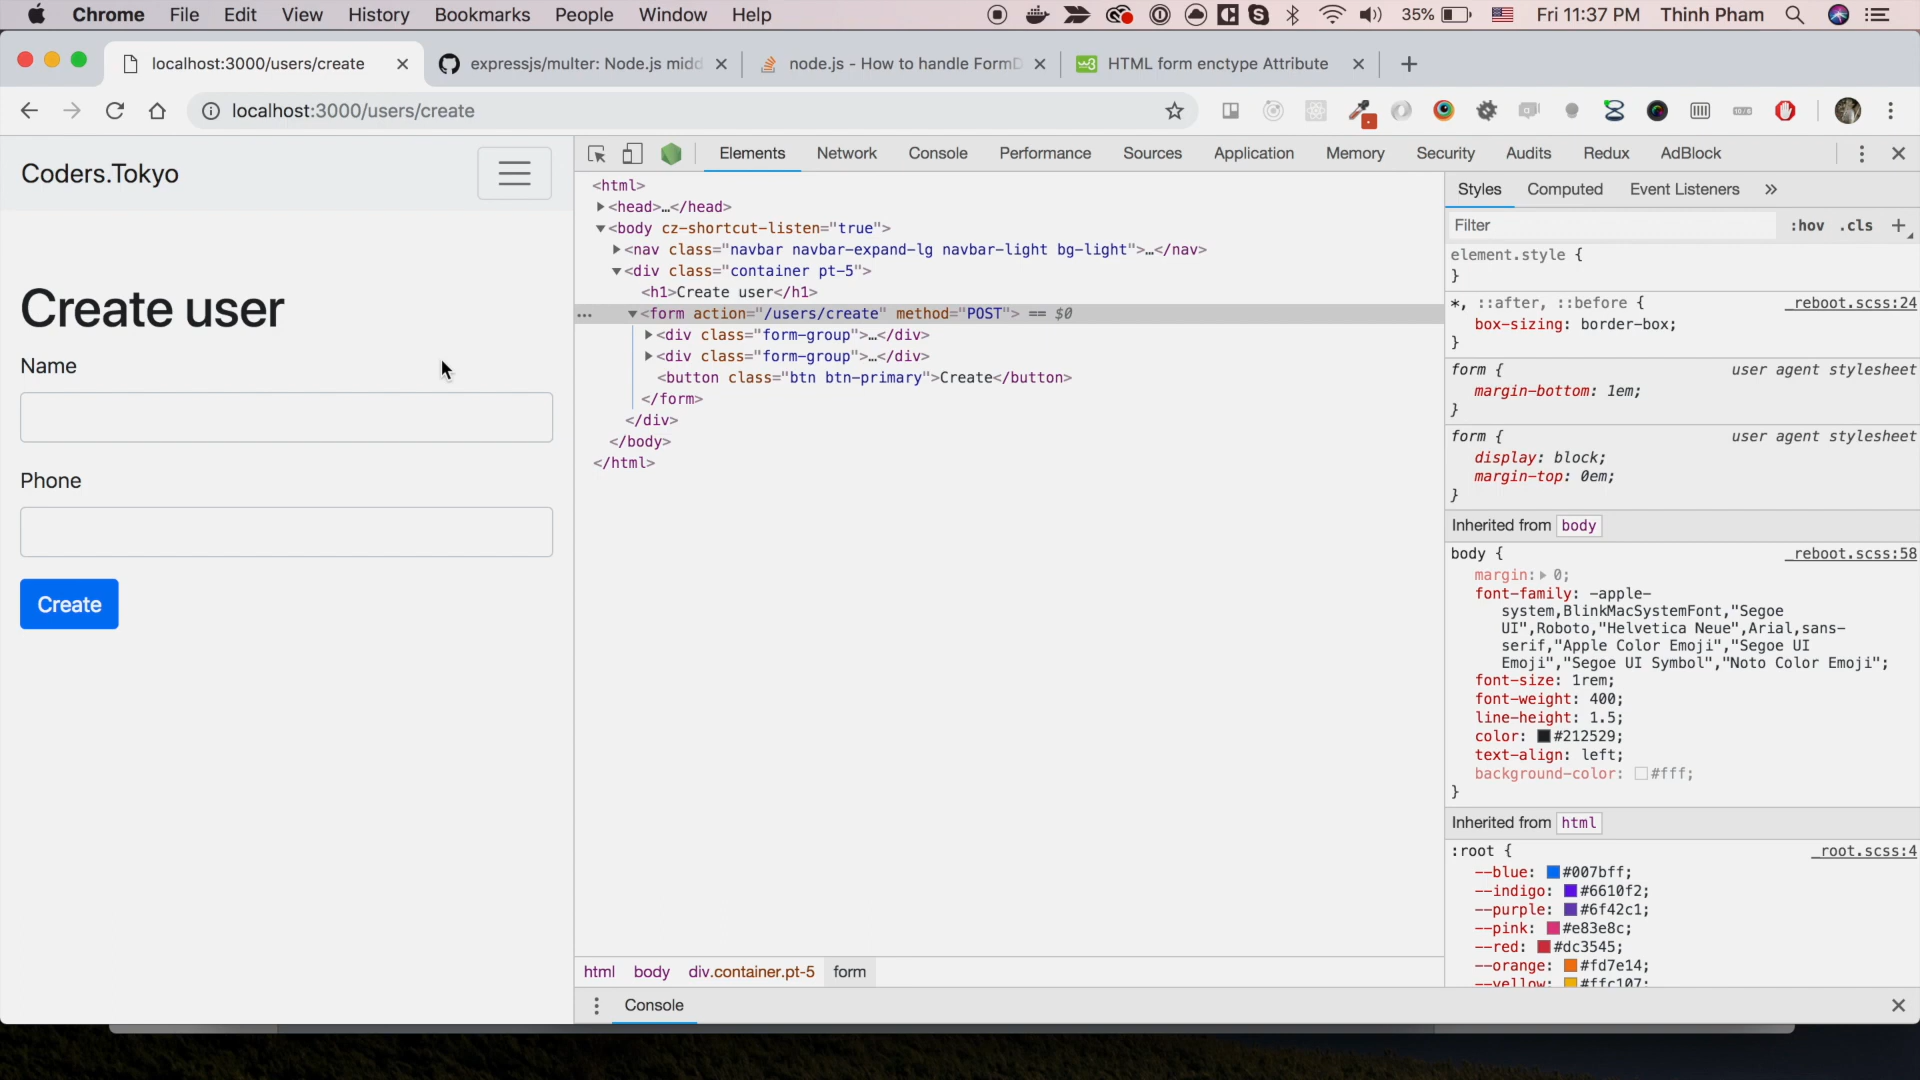 Chrome File Edit View History Bookmarks People Window Help 35% Fri 11:37 PM Thinh Pham
localhost:3000/users/create
expressjs/multer: Node.js midd
node.js - How to handle FormD
HTML form enctype Attribute
localhost:3000/users/create
Coders.Tokyo
Create user
Name
Phone
Create
Elements Network Console Performance Sources Application Memory Security Audits Redux AdBlock
<html>
<head>…</head>
<body cz-shortcut-listen="true">
<nav class="navbar navbar-expand-lg navbar-light bg-light">…</nav>
<div class="container pt-5">
<h1>Create user</h1>
<form action="/users/create" method="POST"> == $0
<div class="form-group">…</div>
<div class="form-group">…</div>
<button class="btn btn-primary">Create</button>
</form>
</div>
</body>
</html>
html body div.container.pt-5 form
Console
Styles Computed Event Listeners »
Filter :hov .cls +
element.style {
}
*, ::after, ::before { _reboot.scss:24
box-sizing: border-box;
}
form { user agent stylesheet
margin-bottom: 1em;
}
form { user agent stylesheet
display: block;
margin-top: 0em;
}
Inherited from body
body { _reboot.scss:58
margin: 0;
font-family: -apple-
system,BlinkMacSystemFont,"Segoe
UI",Roboto,"Helvetica Neue",Arial,sans-
serif,"Apple Color Emoji","Segoe UI
Emoji","Segoe UI Symbol","Noto Color Emoji";
font-size: 1rem;
font-weight: 400;
line-height: 1.5;
color: #212529;
text-align: left;
background-color: #fff;
}
Inherited from html
:root { _root.scss:4
--blue: #007bff;
--indigo: #6610f2;
--purple: #6f42c1;
--pink: #e83e8c;
--red: #dc3545;
--orange: #fd7e14;
--yellow: #ffc107;